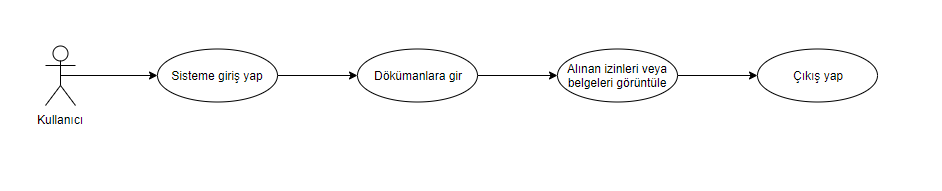 Sisteme giriş yap
Dökümanlara gir
Alınan izinleri veya
belgeleri görüntüle
Çıkış yap
Kullanıcı